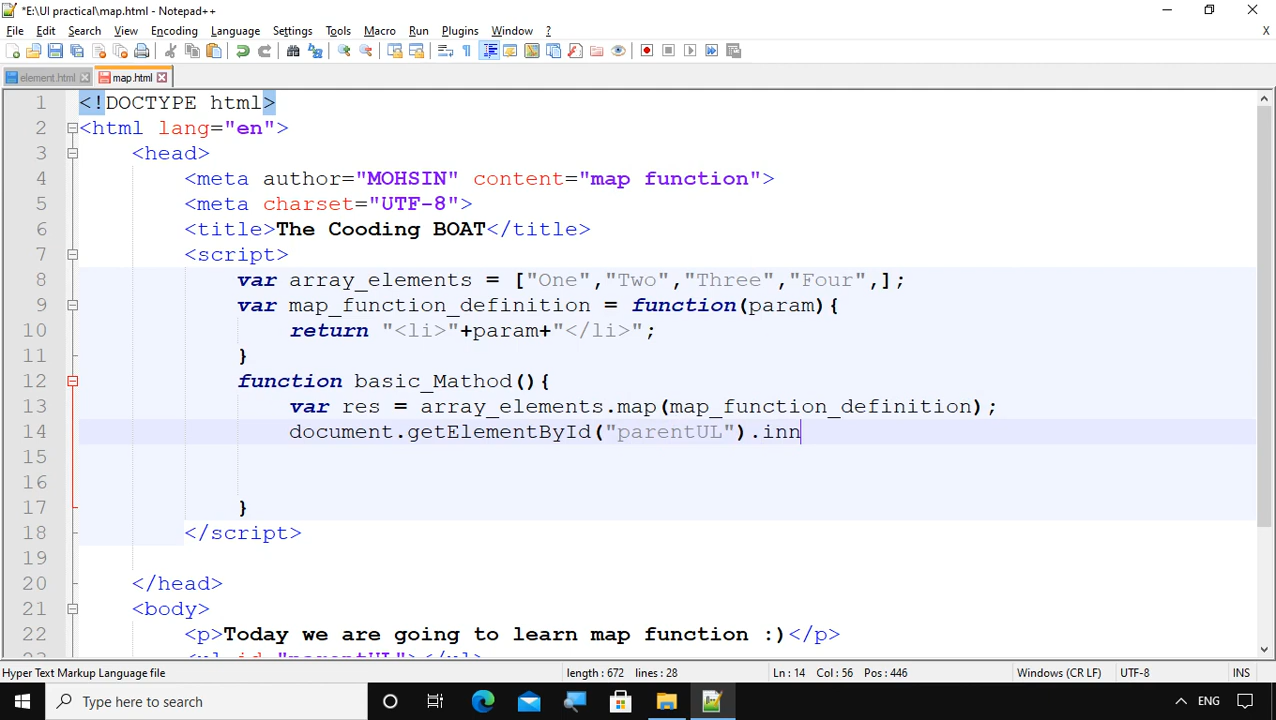 *E:\UI practical\map.html - Notepad++
File Edit Search View Encoding Language Settings Tools Macro Run Plugins Window ? X
element.html map.html
1 <!DOCTYPE html>
2 <html lang="en">
3 <head>
4 <meta author="MOHSIN" content="map function">
5 <meta charset="UTF-8">
6 <title>The Cooding BOAT</title>
7 <script>
8 var array_elements = ["One","Two","Three","Four",];
9 var map_function_definition = function(param){
10 return "<li>"+param+"</li>";
11 }
12 function basic_Mathod(){
13 var res = array_elements.map(map_function_definition);
14 document.getElementById("parentUL").inn
15
16
17 }
18 </script>
19
20 </head>
21 <body>
22 <p>Today we are going to learn map function :)</p>
23 <ul id="parentUL"></ul>
Hyper Text Markup Language file length : 672 lines : 28 Ln : 14 Col : 56 Pos : 446 Windows (CR LF) UTF-8 INS
Type here to search ENG